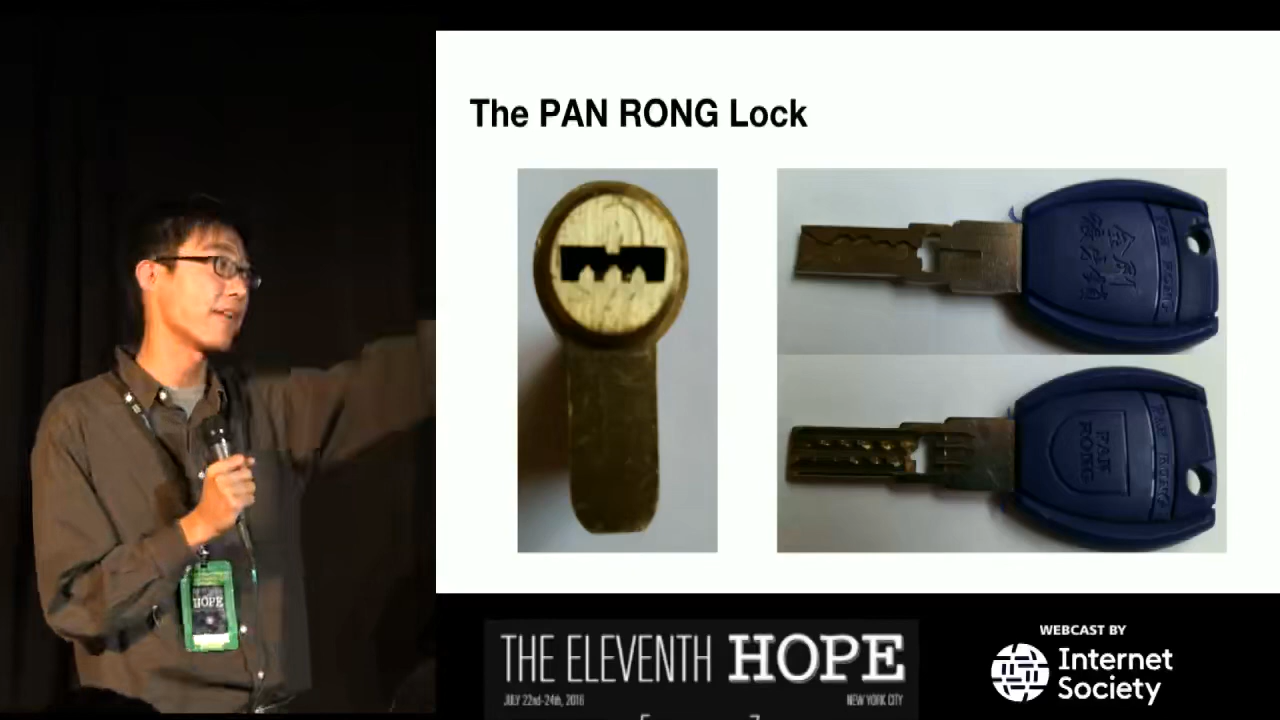 The PAN RONG Lock
PAN RONG
PAN
RONG
PAN RONG
HOPE
THE ELEVENTH HOPE
JULY 22nd-24th, 2016
NEW YORK CITY
WEBCAST BY
Internet
Society